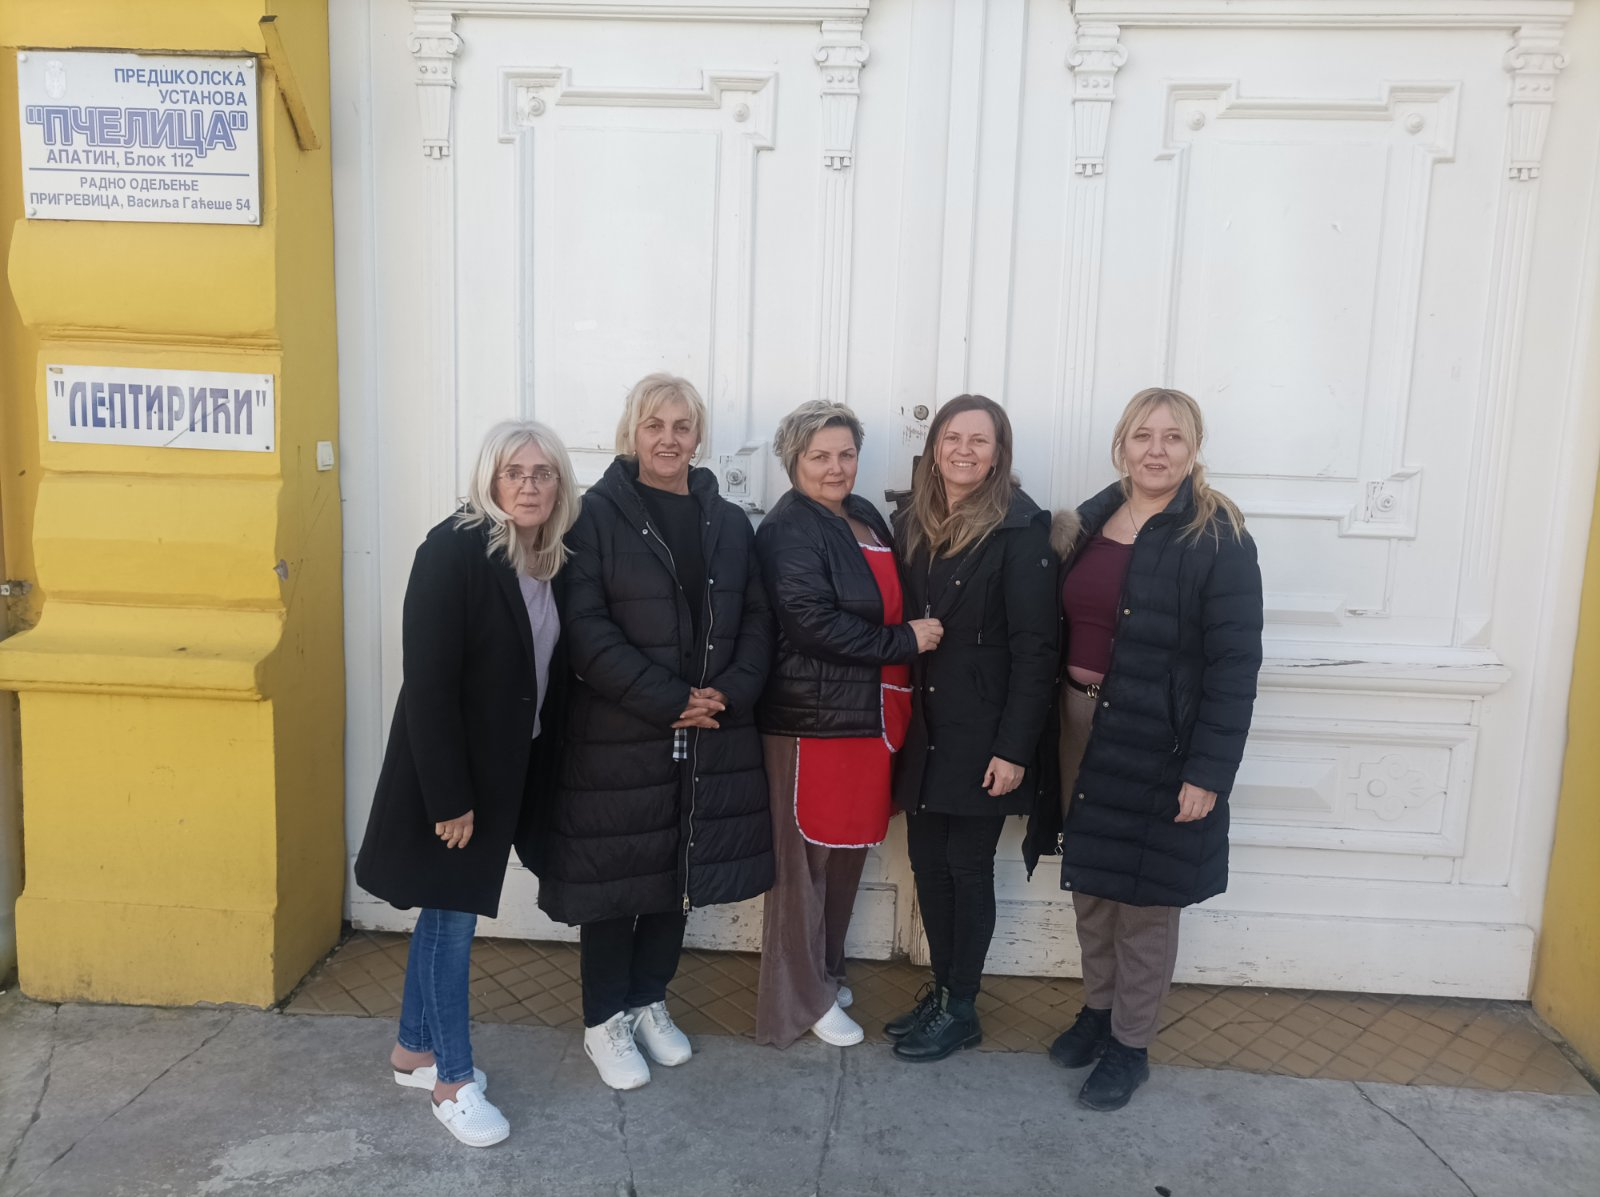 ПРЕДШКОЛСКА
УСТАНОВА
"ПЧЕЛИЦА"
АПАТИН, Блок 112
РАДНО ОДЕЉЕЊЕ
ПРИГРЕВИЦА, Васиља Гаћеше 54
"ЛЕПТИРИЋИ"